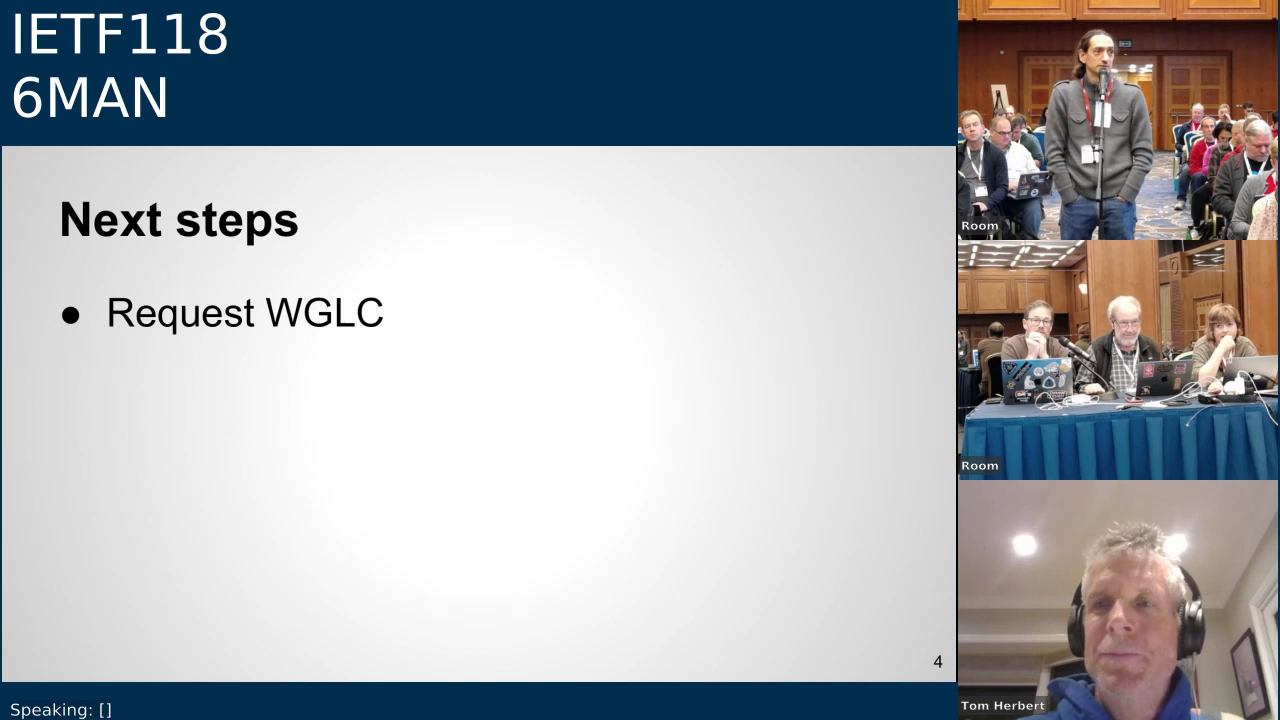 IETF118
6MAN
Next steps
● Request WGLC
4
Speaking: []
Room
Room
Tom Herbert